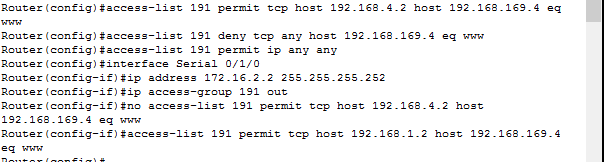 Router(config)#access-list 191 permit tcp host 192.168.4.2 host 192.168.169.4 eq
www
Router(config)#access-list 191 deny tcp any host 192.168.169.4 eq www
Router(config)#access-list 191 permit ip any any
Router(config)#interface Serial 0/1/0
Router(config-if)#ip address 172.16.2.2 255.255.255.252
Router(config-if)#ip access-group 191 out
Router(config-if)#no access-list 191 permit tcp host 192.168.4.2 host
192.168.169.4 eq www
Router(config-if)#access-list 191 permit tcp host 192.168.1.2 host 192.168.169.4
eq www
Router(config)#